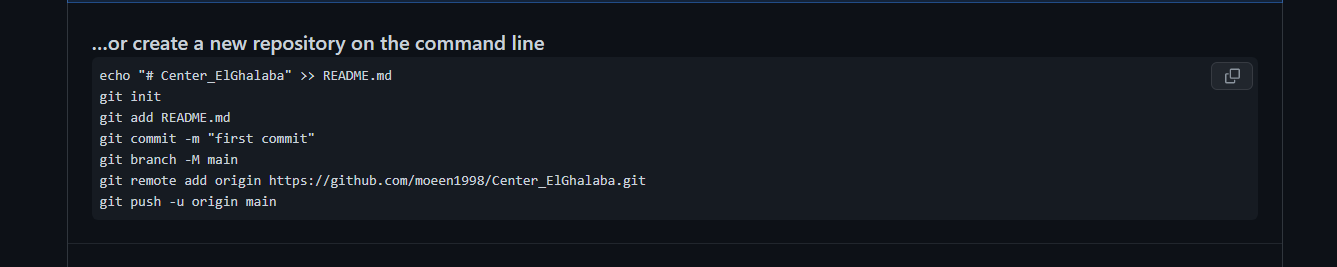 ...or create a new repository on the command line
echo "# Center_ElGhalaba" >> README.md
git init
git add README.md
git commit -m "first commit"
git branch -M main
git remote add origin https://github.com/moeen1998/Center_ElGhalaba.git
git push -u origin main